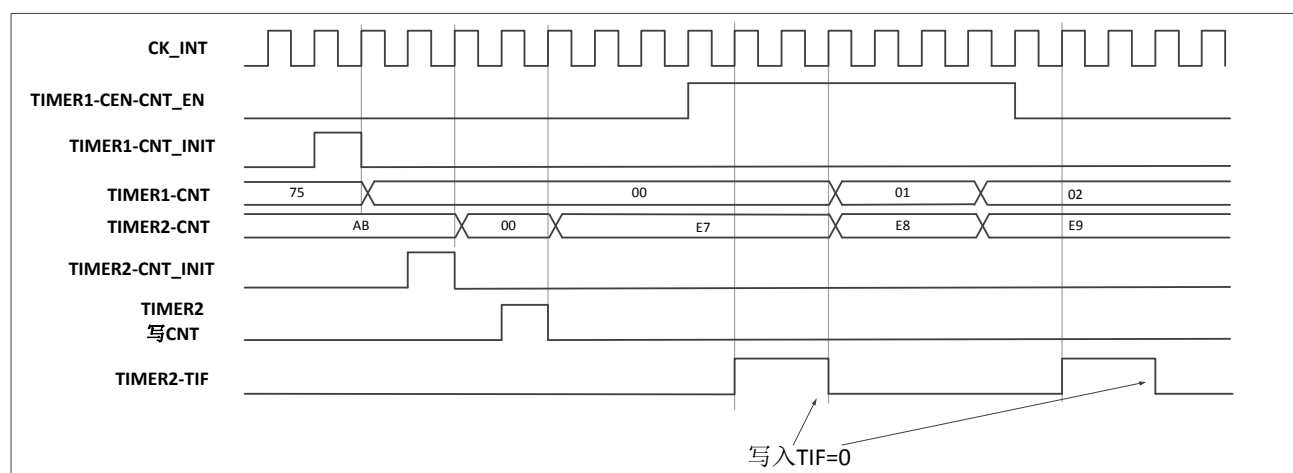 CK_INT
TIMER1-CEN-CNT_EN
TIMER1-CNT_INIT
TIMER1-CNT 75 00 01 02
TIMER2-CNT AB 00 E7 E8 E9
TIMER2-CNT_INIT
TIMER2
写CNT
TIMER2-TIF
写入TIF=0